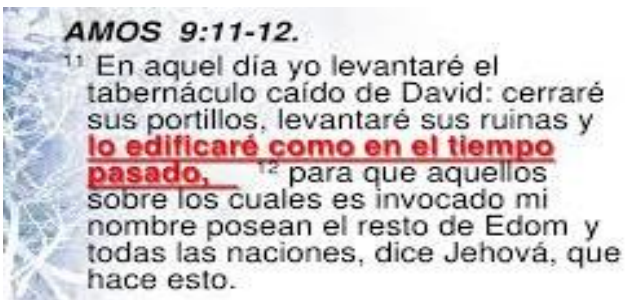 AMOS 9:11-12.
11 En aquel día yo levantaré el
tabernáculo caído de David: cerraré
sus portillos, levantaré sus ruinas y
lo edificaré como en el tiempo
pasado, 12 para que aquellos
sobre los cuales es invocado mi
nombre posean el resto de Edom y
todas las naciones, dice Jehová, que
hace esto.